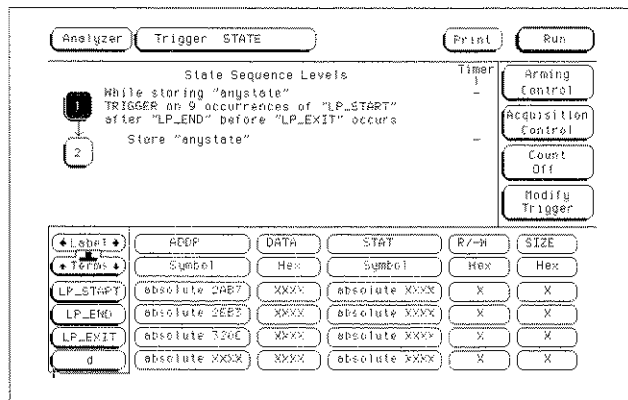 Analyzer Trigger STATE Print Run
State Sequence Levels
Timer
1
While storing "anystate"
TRIGGER on 9 occurrences of "LP_START"
after "LP_END" before "LP_EXIT" occurs
1
-
Store "anystate"
2
-
Arming
Control
Acquisition
Control
Count
Off
Modify
Trigger
Label ADDR DATA STAT R/-W SIZE
Terms Symbol Hex Symbol Hex Hex
LP_START absolute XXXX absolute XXXX X X
LP_END absolute XXXX absolute XXXX X X
LP_EXIT absolute XXXX absolute XXXX X X
d absolute XXXX XXXX absolute XXXX X X